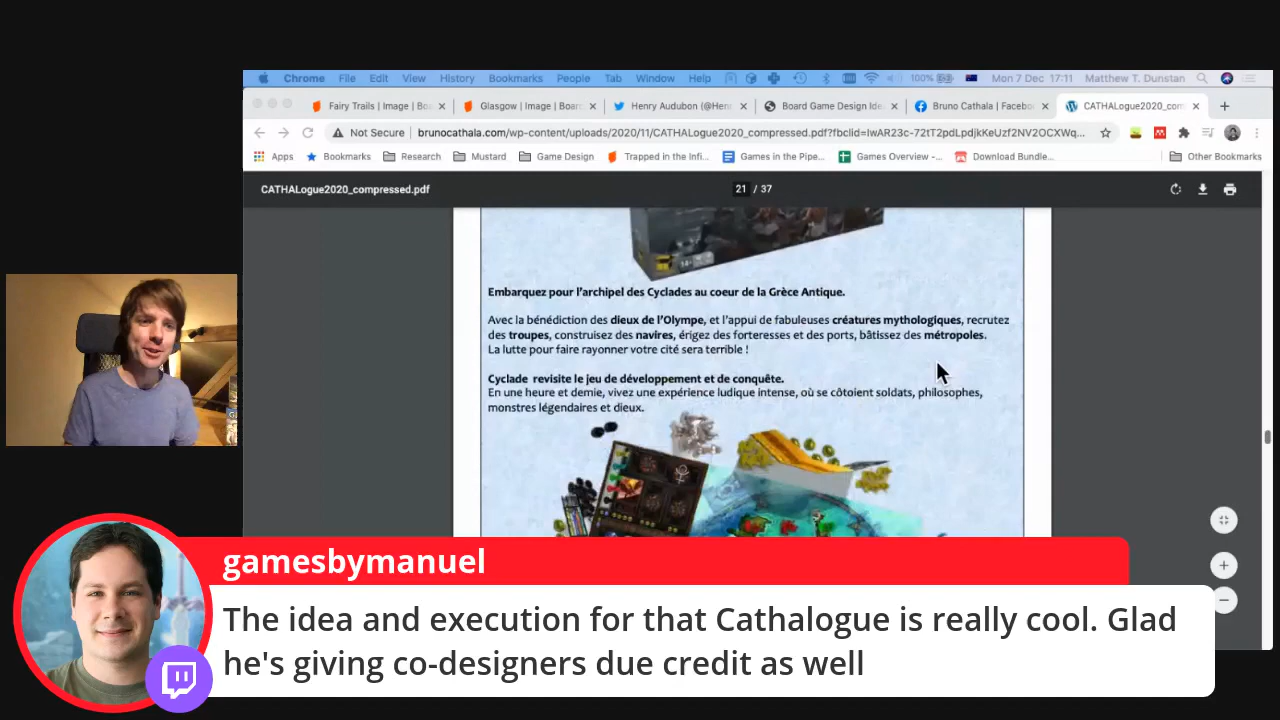 Chrome File Edit View History Bookmarks People Tab Window Help 100% Mon 7 Dec 17:11 Matthew T. Dunstan
Fairy Trails | Image | Boa Glasgow | Image | Boar Henry Audubon (@Hen Board Game Design Ide Bruno Cathala | Facebo CATHALogue2020_com
Not Secure brunocathala.com/wp-content/uploads/2020/11/CATHALogue2020_compressed.pdf?fbclid=IwAR23c-72tT2pdLpdjkKeUzf2NV2OCXWq...
Apps Bookmarks Research Mustard Game Design Trapped in the Infi... Games in the Pipe... Games Overview -... Download Bundle... Other Bookmarks
CATHALogue2020_compressed.pdf 21 / 37
14+
Embarquez pour l'archipel des Cyclades au coeur de la Grèce Antique.
Avec la bénédiction des dieux de l'Olympe, et l'appui de fabuleuses créatures mythologiques, recrutez
des troupes, construisez des navires, érigez des forteresses et des ports, bâtissez des métropoles.
La lutte pour faire rayonner votre cité sera terrible !
Cyclade revisite le jeu de développement et de conquête.
En une heure et demie, vivez une expérience ludique intense, où se côtoient soldats, philosophes,
monstres légendaires et dieux.
gamesbymanuel
The idea and execution for that Cathalogue is really cool. Glad
he's giving co-designers due credit as well